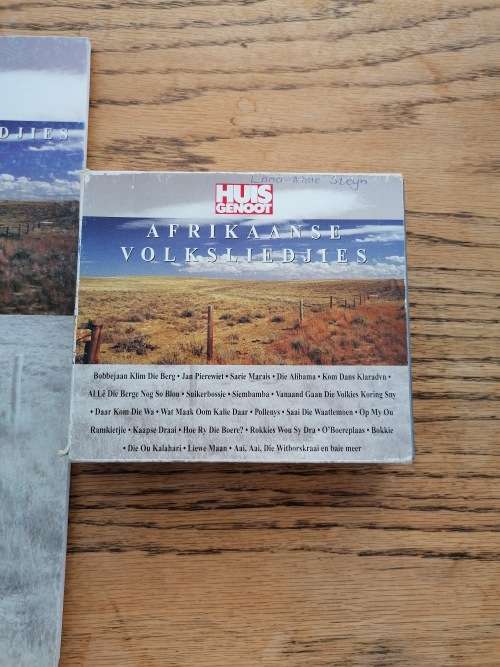 DJIES
Lana-Anne Steyn
HUIS
GENOOT
AFRIKAANSE
VOLKSLIEDJIES
Bobbejaan Klim Die Berg • Jan Pierewiet • Sarie Marais • Die Alibama • Kom Dans Klaradyn •
Al Lê Die Berge Nog So Blou • Suikerbossie • Siembamba • Vanaand Gaan Die Volkies Koring Sny
• Daar Kom Die Wa • Wat Maak Oom Kalie Daar • Pollenys • Saai Die Waatlemoen • Op My Ou
Ramkietjie • Kaapse Draai • Hoe Ry Die Boere? • Rokkies Wou Sy Dra • O'Boereplaas • Bokkie
• Die Ou Kalahari • Liewe Maan • Aai, Aai, Die Witborskraai en baie meer